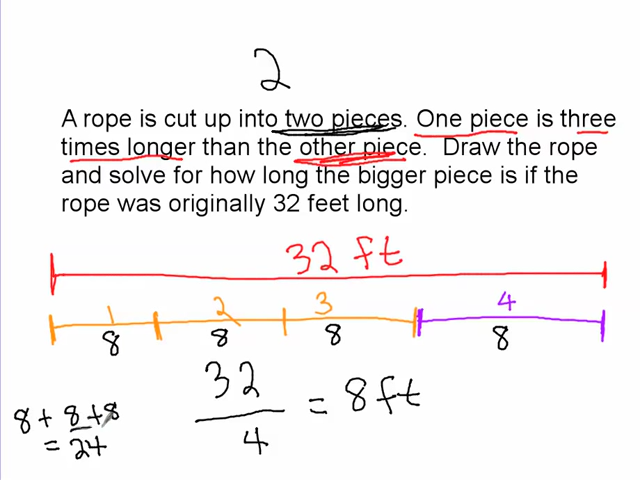 2
A rope is cut up into two pieces. One piece is three
times longer than the other piece. Draw the rope
and solve for how long the bigger piece is if the
rope was originally 32 feet long.
32 ft
1 2 3 4
8 8 8 8
32
4
= 8 ft
8 + 8 + 8
= 24